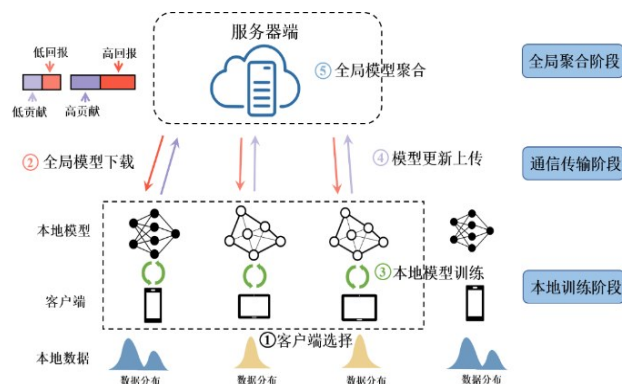 服务器端
低回报
高回报
低贡献
高贡献
⑤全局模型聚合
全局聚合阶段
②全局模型下载
④模型更新上传
通信传输阶段
本地模型
③本地模型训练
本地训练阶段
客户端
①客户端选择
本地数据
数据分布
数据分布
数据分布
数据分布